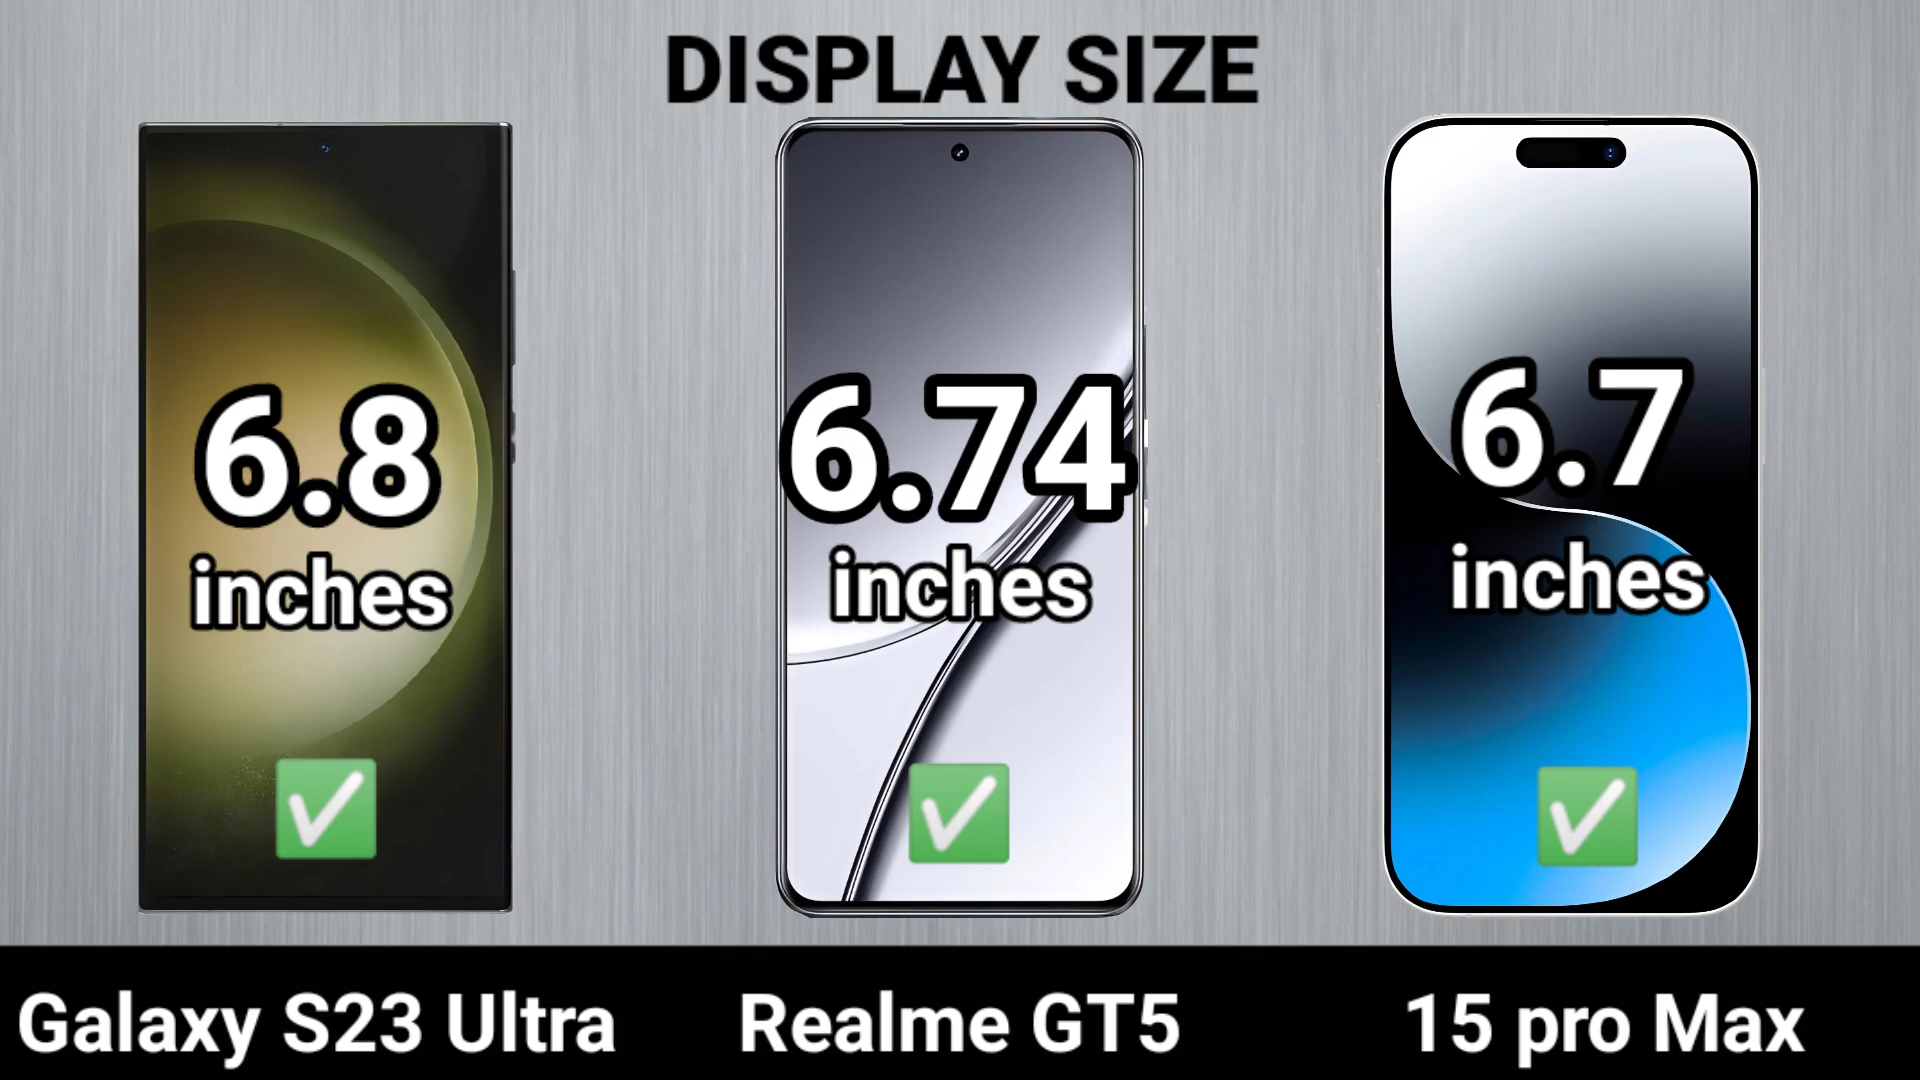 DISPLAY SIZE
6.8
inches
6.74
inches
6.7
inches
Galaxy S23 Ultra
Realme GT5
15 pro Max